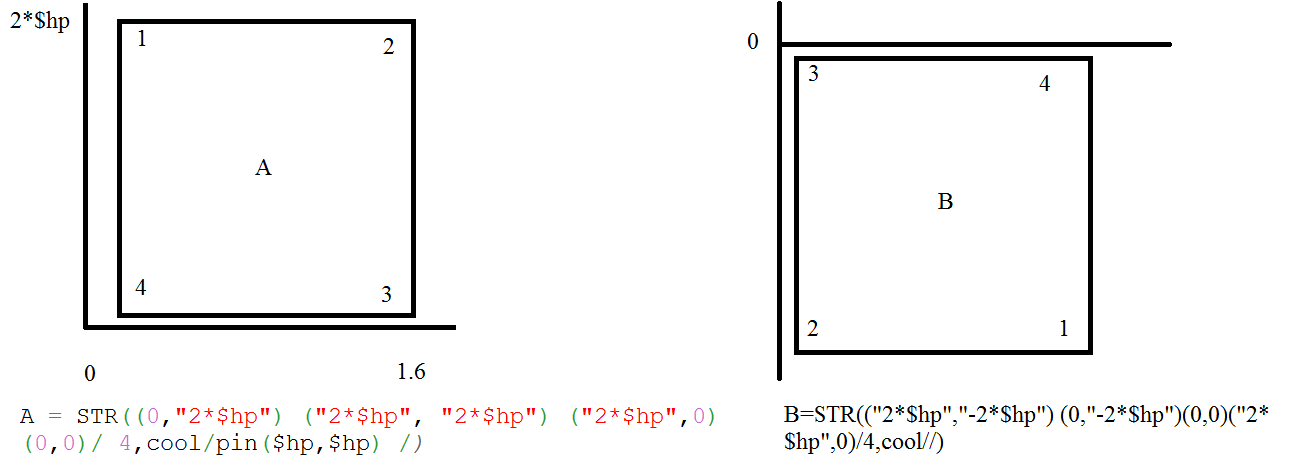 2*$hp
1
2
A
4
3
0
1.6
A = STR((0,"2*$hp") ("2*$hp", "2*$hp") ("2*$hp",0)
(0,0)/ 4,cool/pin($hp,$hp) /)
0
3
4
B
2
1
B=STR(("2*$hp","-2*$hp") (0,"-2*$hp")(0,0)("2*
$hp",0)/4,cool//)